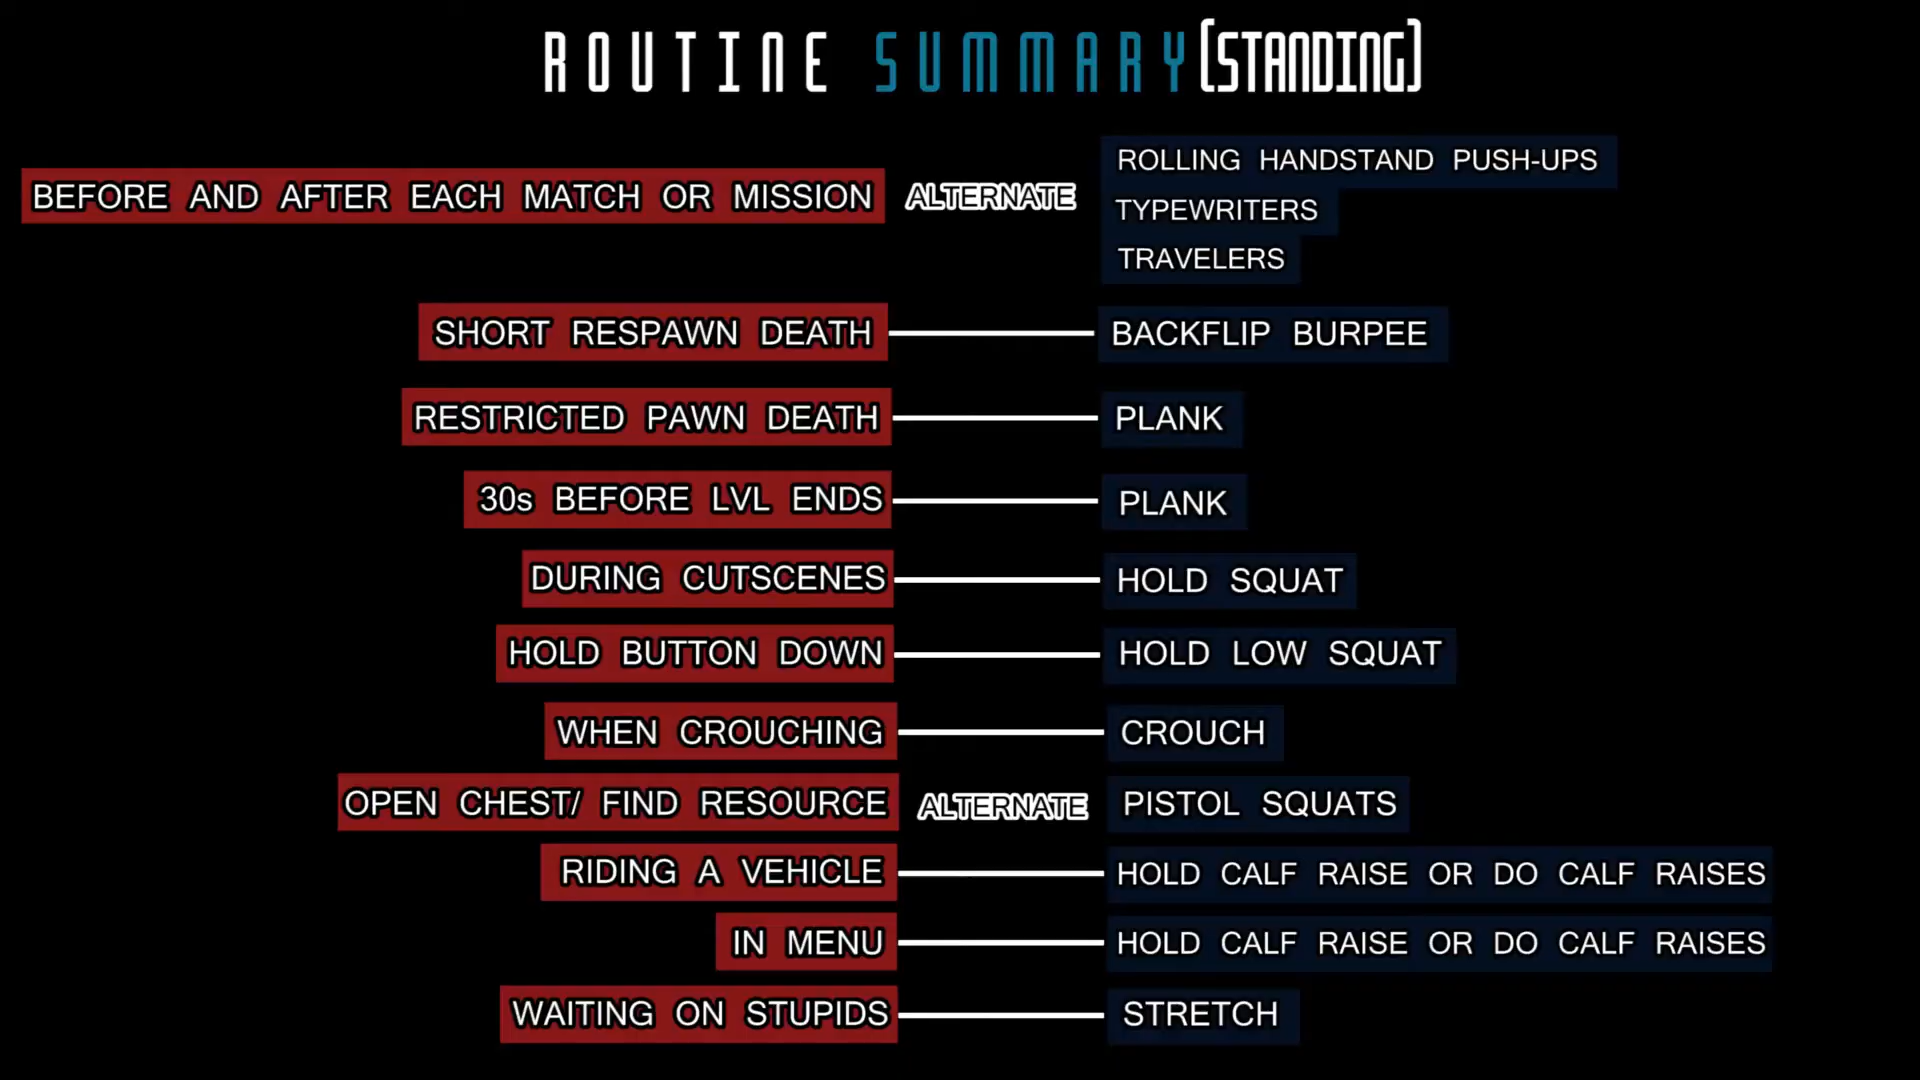 ROUTINE SUMMARY (STANDING)
BEFORE AND AFTER EACH MATCH OR MISSION ALTERNATE ROLLING HANDSTAND PUSH-UPS
TYPEWRITERS
TRAVELERS
SHORT RESPAWN DEATH BACKFLIP BURPEE
RESTRICTED PAWN DEATH PLANK
30s BEFORE LVL ENDS PLANK
DURING CUTSCENES HOLD SQUAT
HOLD BUTTON DOWN HOLD LOW SQUAT
WHEN CROUCHING CROUCH
OPEN CHEST/ FIND RESOURCE ALTERNATE PISTOL SQUATS
RIDING A VEHICLE HOLD CALF RAISE OR DO CALF RAISES
IN MENU HOLD CALF RAISE OR DO CALF RAISES
WAITING ON STUPIDS STRETCH